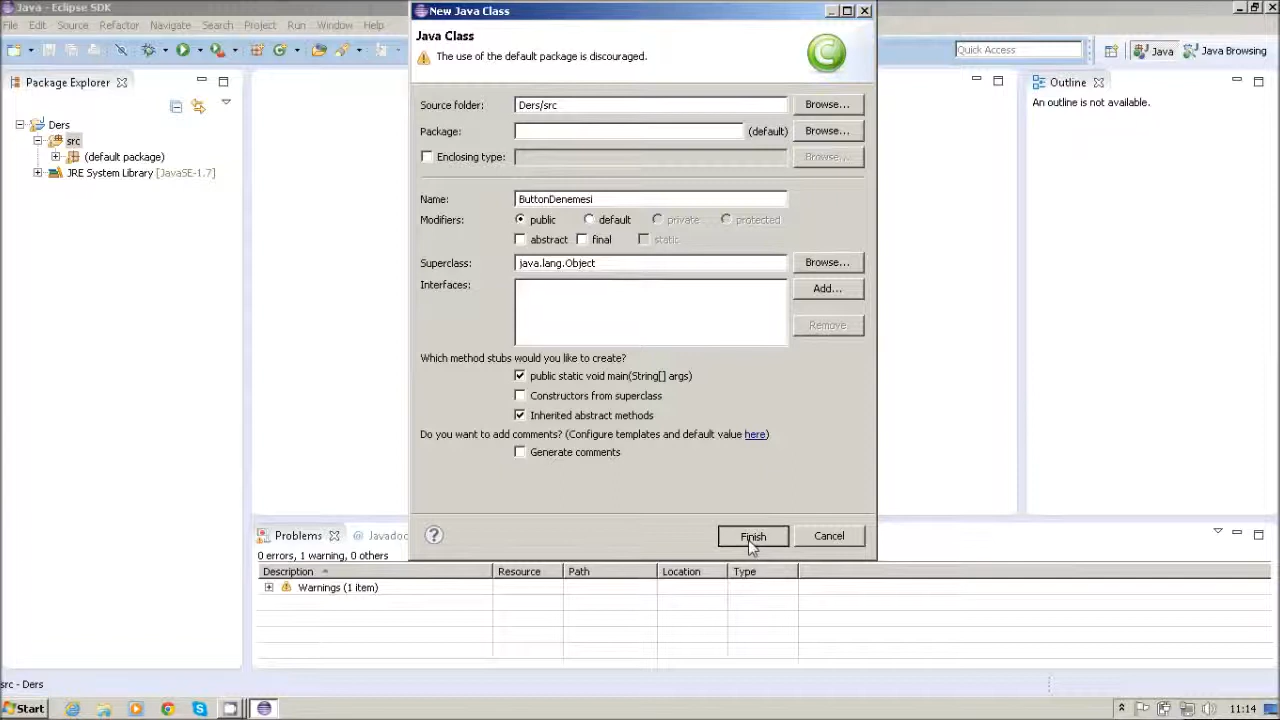 Java - Eclipse SDK
File Edit Source Refactor Navigate Search Project Run Window Help
Quick Access
Java
Java Browsing
Package Explorer
Ders
src
(default package)
JRE System Library [JavaSE-1.7]
New Java Class
Java Class
The use of the default package is discouraged.
Source folder: Ders/src Browse...
Package: (default) Browse...
Enclosing type: Browse...
Name: ButtonDenemesi
Modifiers: public default private protected
abstract final static
Superclass: java.lang.Object Browse...
Interfaces: Add...
Remove
Which method stubs would you like to create?
public static void main(String[] args)
Constructors from superclass
Inherited abstract methods
Do you want to add comments? (Configure templates and default value here)
Generate comments
? Finish Cancel
Outline
An outline is not available.
Problems @ Javadoc
0 errors, 1 warning, 0 others
Description Resource Path Location Type
Warnings (1 item)
src - Ders
Start
11:14